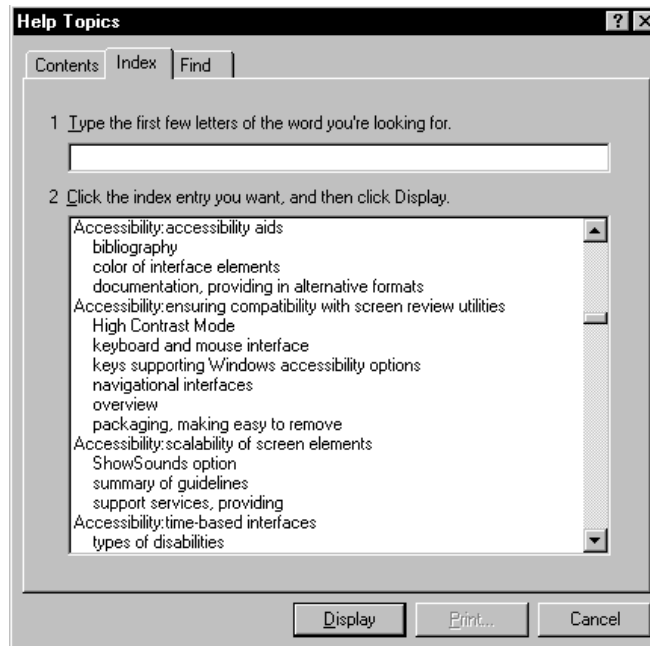 Help Topics
Contents Index Find
1 Type the first few letters of the word you're looking for.
2 Click the index entry you want, and then click Display.
Accessibility:accessibility aids
bibliography
color of interface elements
documentation, providing in alternative formats
Accessibility:ensuring compatibility with screen review utilities
High Contrast Mode
keyboard and mouse interface
keys supporting Windows accessibility options
navigational interfaces
overview
packaging, making easy to remove
Accessibility:scalability of screen elements
ShowSounds option
summary of guidelines
support services, providing
Accessibility:time-based interfaces
types of disabilities
Display Print... Cancel